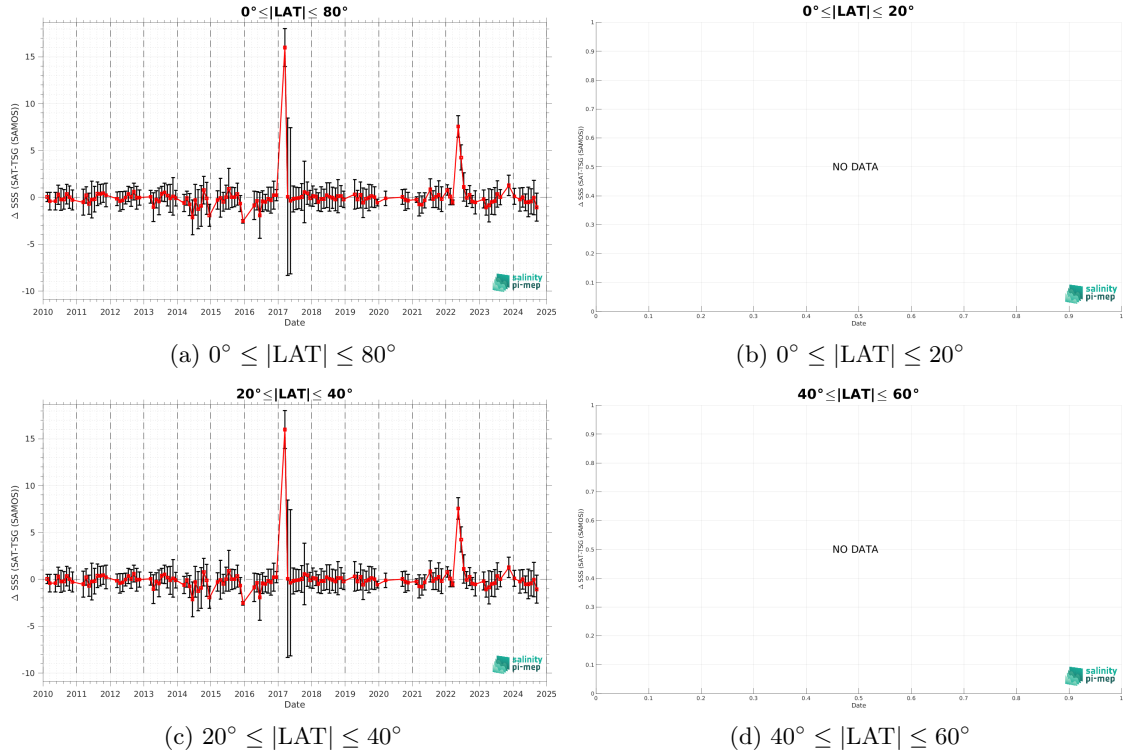 0°≤|LAT|≤ 80°
Δ SSS (SAT-TSG (SAMOS))
15
10
5
0
-5
-10
2010 2011 2012 2013 2014 2015 2016 2017 2018 2019 2020 2021 2022 2023 2024 2025
Date
salinity
pi-mep
(a) 0° ≤ |LAT| ≤ 80°
0°≤|LAT|≤ 20°
Δ SSS (SAT-TSG (SAMOS))
1
0.9
0.8
0.7
0.6
0.5
0.4
0.3
0.2
0.1
0
NO DATA
0 0.1 0.2 0.3 0.4 0.5 0.6 0.7 0.8 0.9 1
Date
salinity
pi-mep
(b) 0° ≤ |LAT| ≤ 20°
20°≤|LAT|≤ 40°
Δ SSS (SAT-TSG (SAMOS))
15
10
5
0
-5
-10
2010 2011 2012 2013 2014 2015 2016 2017 2018 2019 2020 2021 2022 2023 2024 2025
Date
salinity
pi-mep
(c) 20° ≤ |LAT| ≤ 40°
40°≤|LAT|≤ 60°
Δ SSS (SAT-TSG (SAMOS))
1
0.9
0.8
0.7
0.6
0.5
0.4
0.3
0.2
0.1
0
NO DATA
0 0.1 0.2 0.3 0.4 0.5 0.6 0.7 0.8 0.9 1
Date
salinity
pi-mep
(d) 40° ≤ |LAT| ≤ 60°